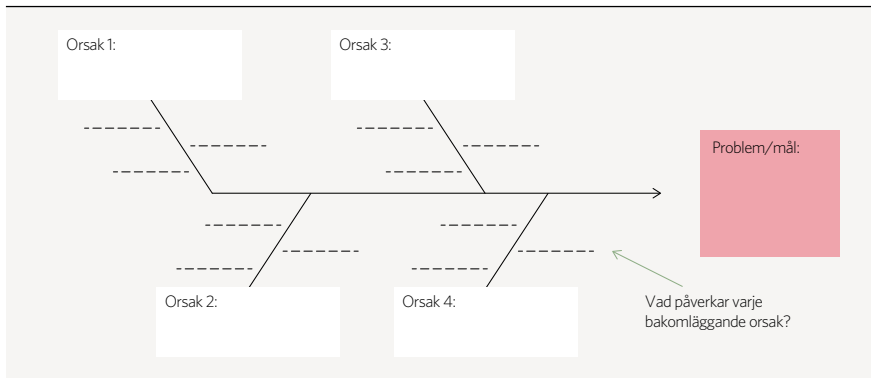 Orsak 1:
Orsak 3:
Problem/mål:
Orsak 2:
Orsak 4:
Vad påverkar varje
bakomläggande orsak?